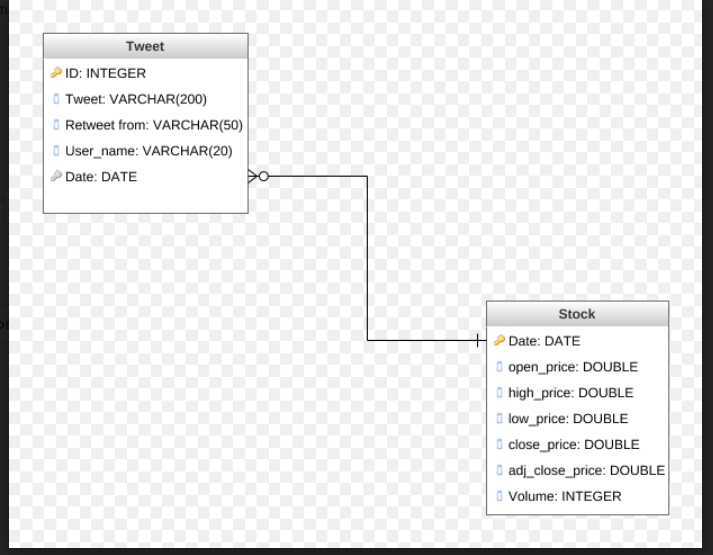 Tweet
ID: INTEGER
Tweet: VARCHAR(200)
Retweet from: VARCHAR(50)
User_name: VARCHAR(20)
Date: DATE
Stock
Date: DATE
open_price: DOUBLE
high_price: DOUBLE
low_price: DOUBLE
close_price: DOUBLE
adj_close_price: DOUBLE
Volume: INTEGER